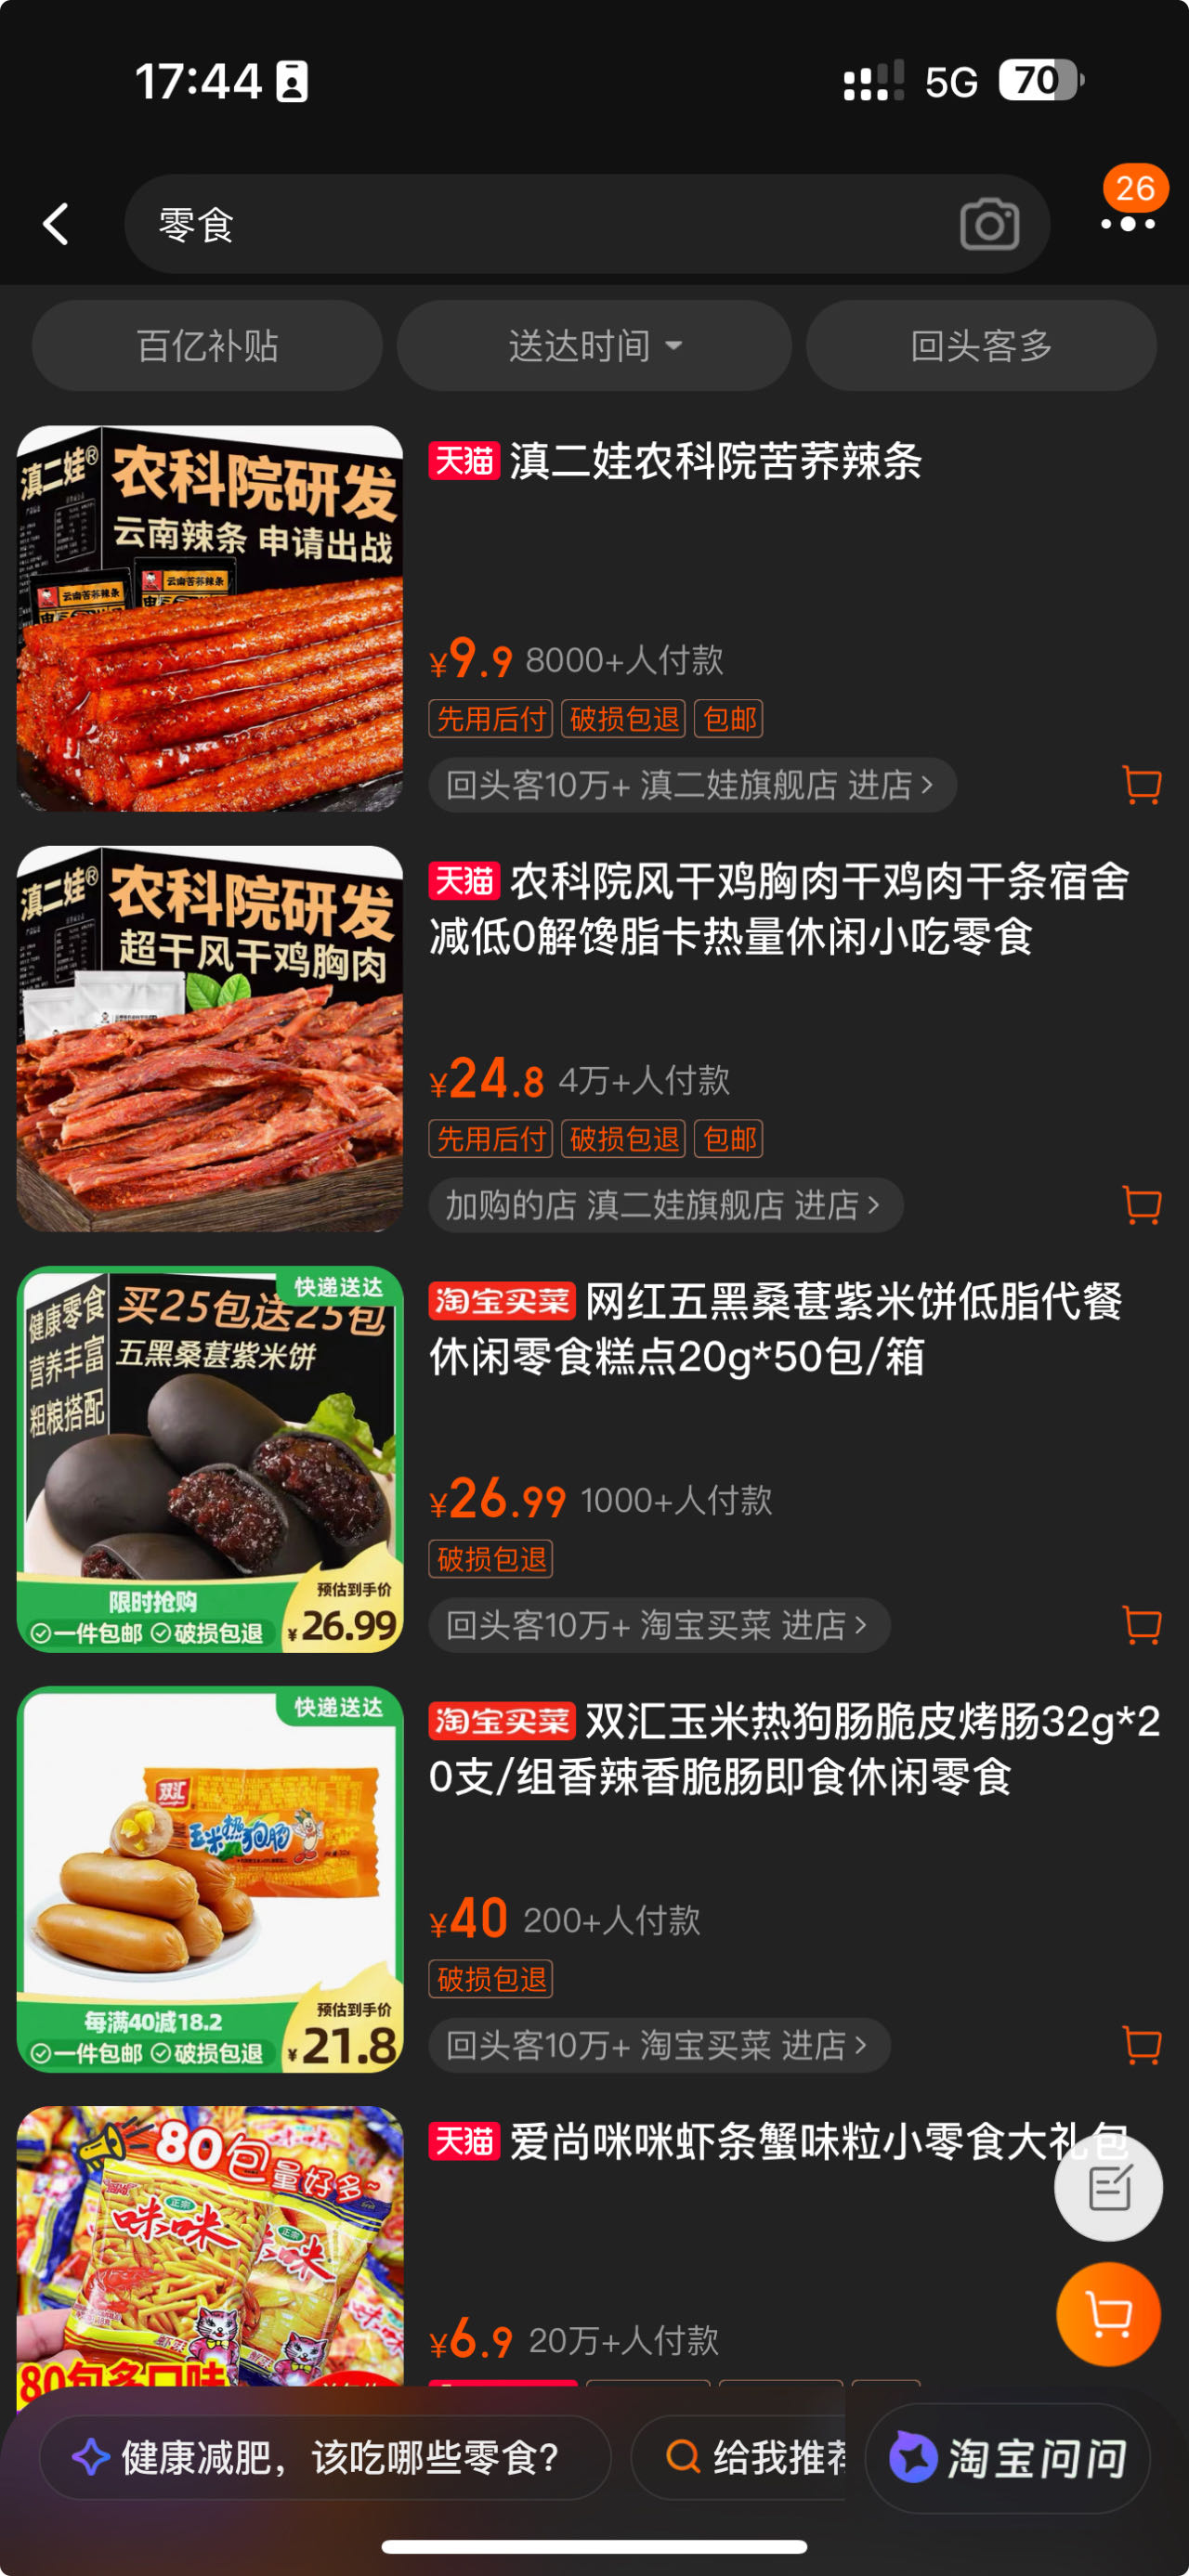 17:44
5G 70
零食
26
百亿补贴 送达时间 回头客多
滇二娃®
农科院研发
云南辣条 申请出战
云南苦荞辣条
云南苦荞辣条
天猫 滇二娃农科院苦荞辣条
¥9.9 8000+人付款
先用后付 破损包退 包邮
回头客10万+ 滇二娃旗舰店 进店 >
滇二娃®
农科院研发
超干风干鸡胸肉
天猫 农科院风干鸡胸肉干鸡肉干条宿舍
减低0解馋脂卡热量休闲小吃零食
¥24.8 4万+人付款
先用后付 破损包退 包邮
加购的店 滇二娃旗舰店 进店 >
快递送达
健康零食
营养丰富
粗粮搭配
买25包送25包
五黑桑葚紫米饼
限时抢购
一件包邮 破损包退
预估到手价
¥26.99
淘宝买菜 网红五黑桑葚紫米饼低脂代餐
休闲零食糕点20g*50包/箱
¥26.99 1000+人付款
破损包退
回头客10万+ 淘宝买菜 进店 >
快递送达
双汇
玉米热狗肠
每满40减18.2
一件包邮 破损包退
预估到手价
¥21.8
淘宝买菜 双汇玉米热狗肠脆皮烤肠32g*2
0支/组香辣香脆肠即食休闲零食
¥40 200+人付款
破损包退
回头客10万+ 淘宝买菜 进店 >
80包量好多~
正宗
咪咪
正宗
咪咪
虾味
80包多口味
天猫 爱尚咪咪虾条蟹味粒小零食大礼包
¥6.9 20万+人付款
健康减肥，该吃哪些零食?
给我推荐
淘宝问问